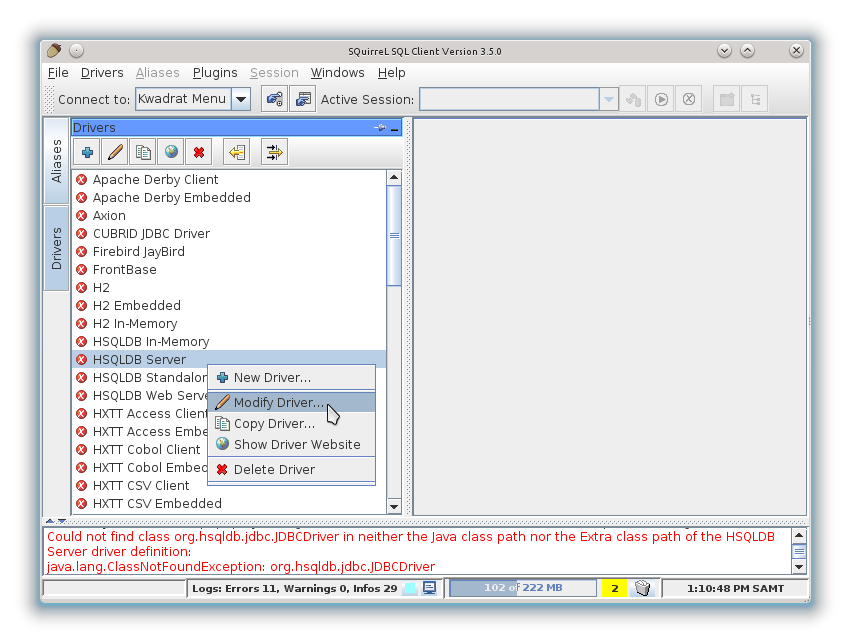 SQuirreL SQL Client Version 3.5.0
File Drivers Aliases Plugins Session Windows Help
Connect to: Kwadrat Menu Active Session:
Aliases
Drivers
Drivers
Apache Derby Client
Apache Derby Embedded
Axion
CUBRID JDBC Driver
Firebird JayBird
FrontBase
H2
H2 Embedded
H2 In-Memory
HSQLDB In-Memory
HSQLDB Server
HSQLDB Standalon
HSQLDB Web Serve
HXTT Access Client
HXTT Access Embe
HXTT Cobol Client
HXTT Cobol Embed
HXTT CSV Client
HXTT CSV Embedded
New Driver...
Modify Driver...
Copy Driver...
Show Driver Website
Delete Driver
Could not find class org.hsqldb.jdbc.JDBCDriver in neither the Java class path nor the Extra class path of the HSQLDB
Server driver definition:
java.lang.ClassNotFoundException: org.hsqldb.jdbc.JDBCDriver
Logs: Errors 11, Warnings 0, Infos 29 102 of 222 MB 2 1:10:48 PM SAMT